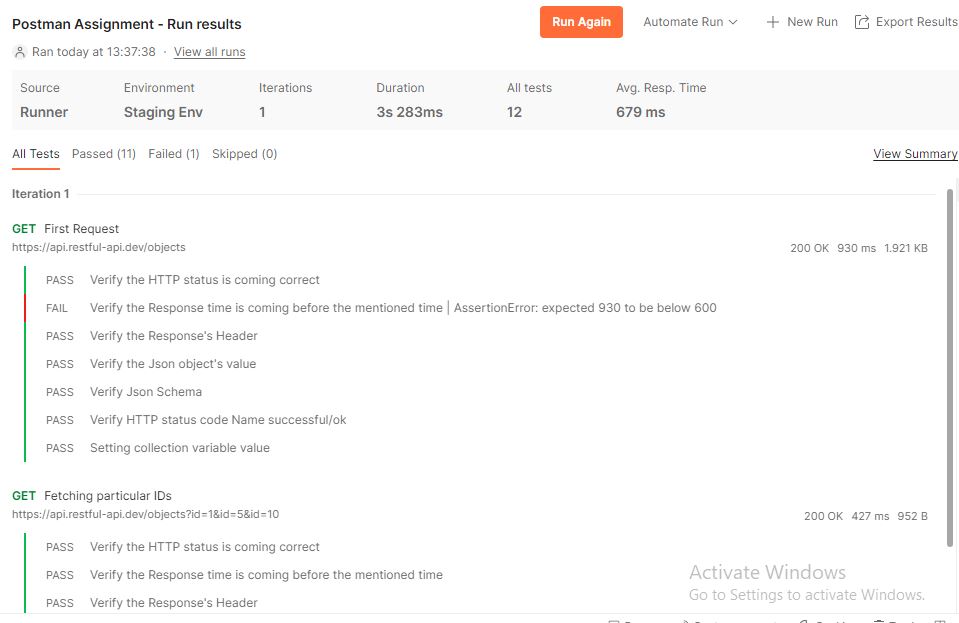 Postman Assignment - Run results
Run Again
Automate Run
New Run
Export Results
Ran today at 13:37:38 · View all runs
Source Environment Iterations Duration All tests Avg. Resp. Time
Runner Staging Env 1 3s 283ms 12 679 ms
All Tests Passed (11) Failed (1) Skipped (0) View Summary
Iteration 1
GET First Request
https://api.restful-api.dev/objects 200 OK 930 ms 1.921 KB
PASS Verify the HTTP status is coming correct
FAIL Verify the Response time is coming before the mentioned time | AssertionError: expected 930 to be below 600
PASS Verify the Response's Header
PASS Verify the Json object's value
PASS Verify Json Schema
PASS Verify HTTP status code Name successful/ok
PASS Setting collection variable value
GET Fetching particular IDs
https://api.restful-api.dev/objects?id=1&id=5&id=10 200 OK 427 ms 952 B
PASS Verify the HTTP status is coming correct
PASS Verify the Response time is coming before the mentioned time
PASS Verify the Response's Header
Activate Windows
Go to Settings to activate Windows.